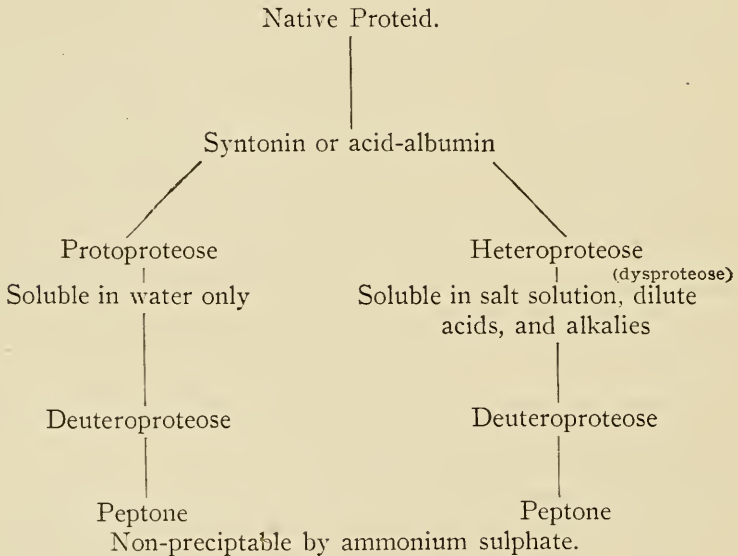 Native Proteid.
Syntonin or acid-albumin
Protoproteose
Heteroproteose
(dysproteose)
Soluble in water only
Soluble in salt solution, dilute
acids, and alkalies
Deuteroproteose
Deuteroproteose
Peptone
Peptone
Non-preciptable by ammonium sulphate.